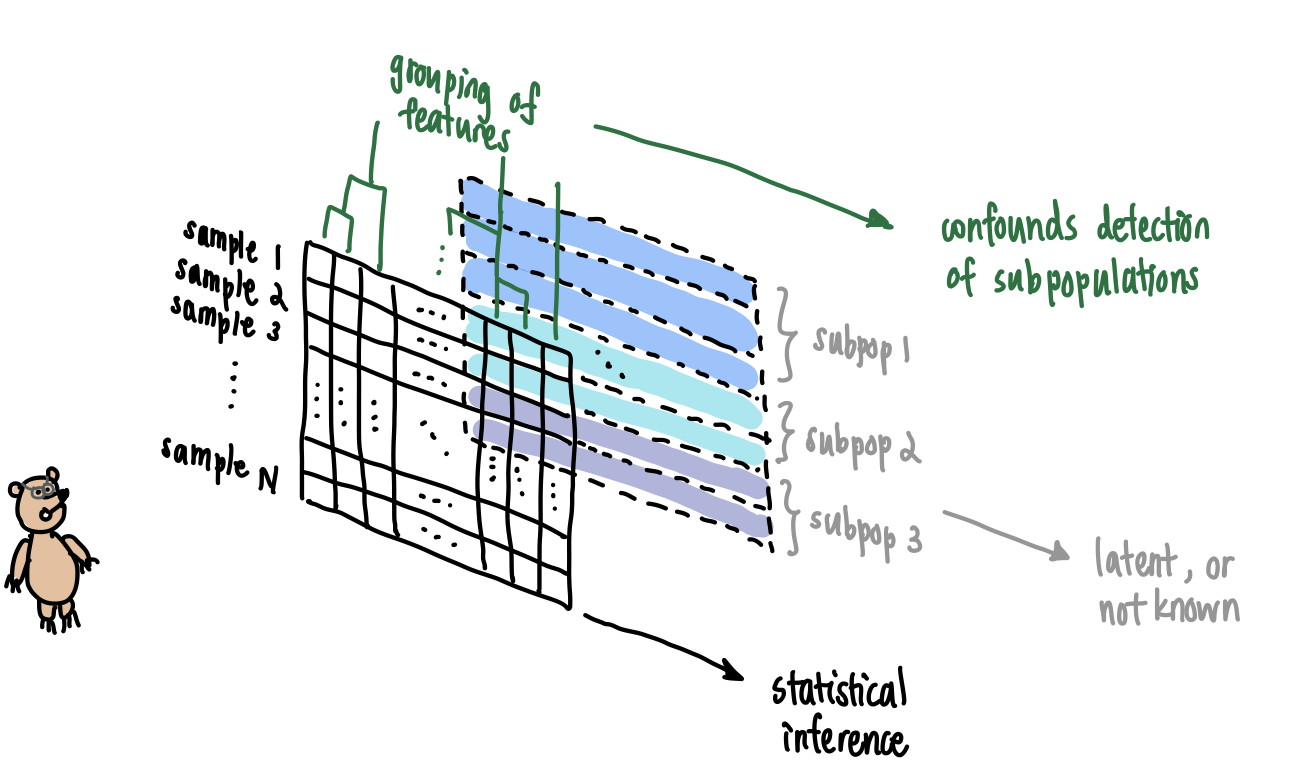 grouping of
features
confounds detection
of subpopulations
sample 1
sample 2
sample 3
sample N
subpop 1
subpop 2
subpop 3
latent, or
not known
statistical
inference